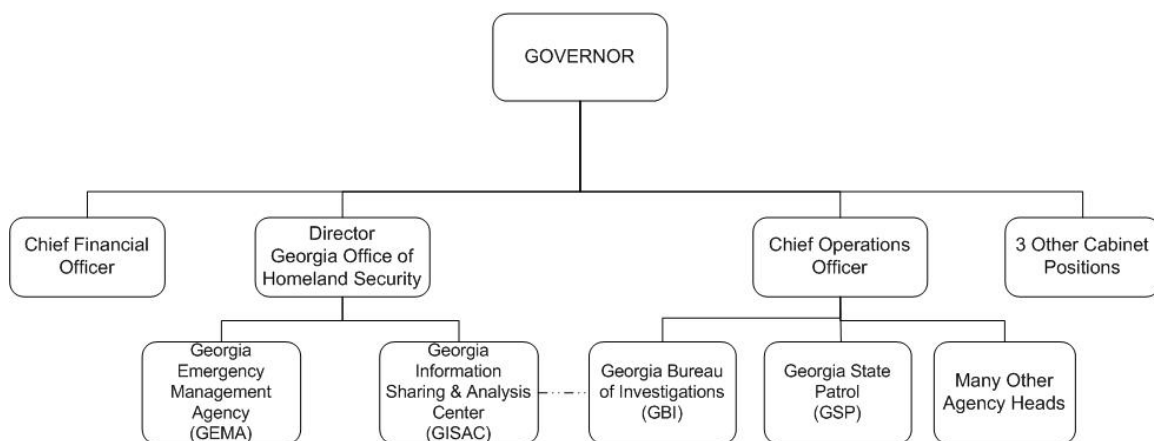 GOVERNOR
Chief Financial
Officer
Director
Georgia Office of
Homeland Security
Chief Operations
Officer
3 Other Cabinet
Positions
Georgia
Emergency
Management
Agency
(GEMA)
Georgia
Information
Sharing & Analysis
Center
(GISAC)
Georgia Bureau
of Investigations
(GBI)
Georgia State
Patrol
(GSP)
Many Other
Agency Heads